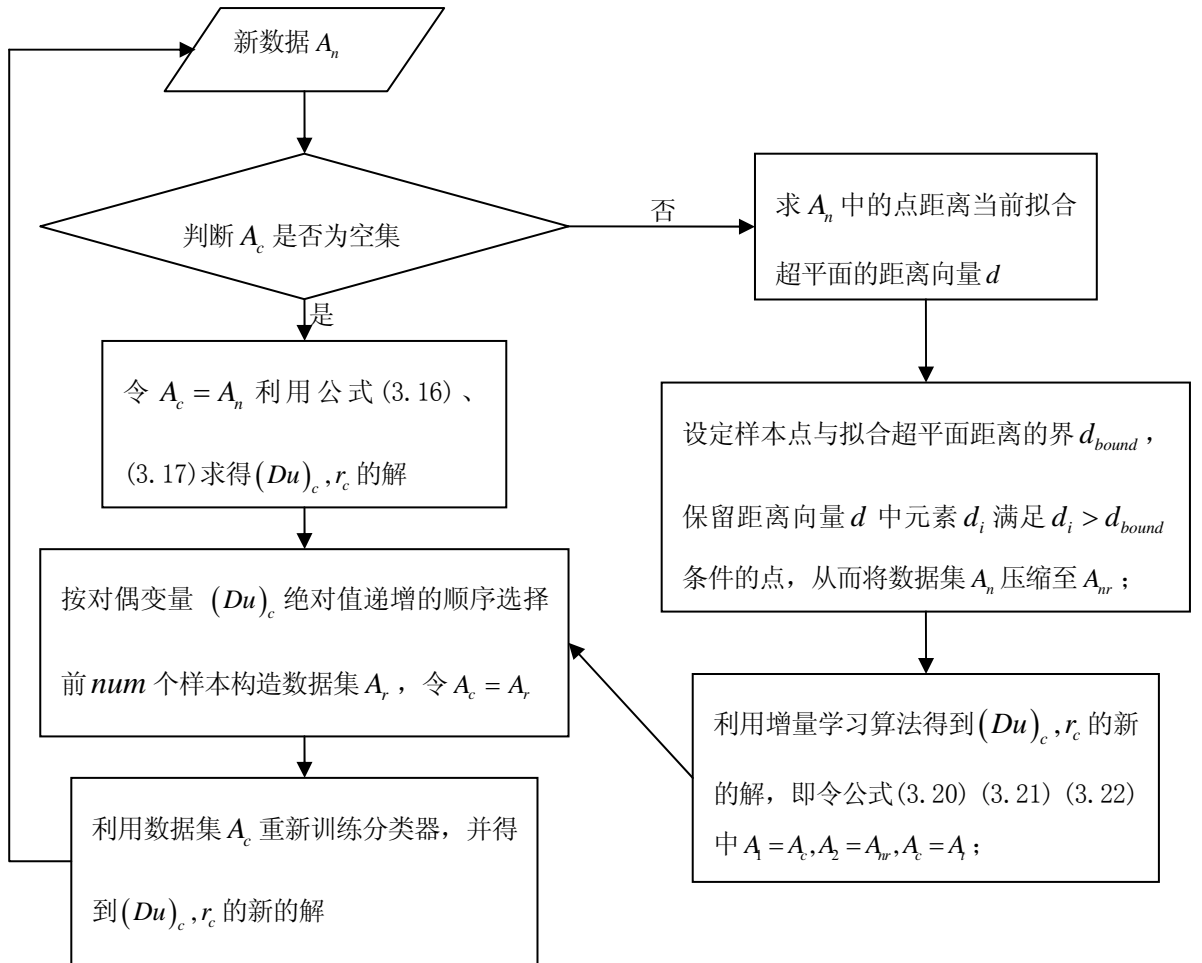 新数据 Aₙ
判断 A_c 是否为空集
否
是
令 A_c = A_n 利用公式(3.16)、
(3.17)求得(Du)_c, r_c 的解
按对偶变量 (Du)_c 绝对值递增的顺序选择
前 num 个样本构造数据集 A_r ，令 A_c = A_r
利用数据集 A_c 重新训练分类器，并得
到(Du)_c, r_c 的新的解
求 A_n 中的点距离当前拟合
超平面的距离向量 d
设定样本点与拟合超平面距离的界 d_bound ，
保留距离向量 d 中元素 d_i 满足 d_i > d_bound
条件的点，从而将数据集 A_n 压缩至 A_nr ；
利用增量学习算法得到(Du)_c, r_c 的新
的解，即令公式(3.20) (3.21) (3.22)
中 A_1 = A_c, A_2 = A_nr, A_c = A_t ；